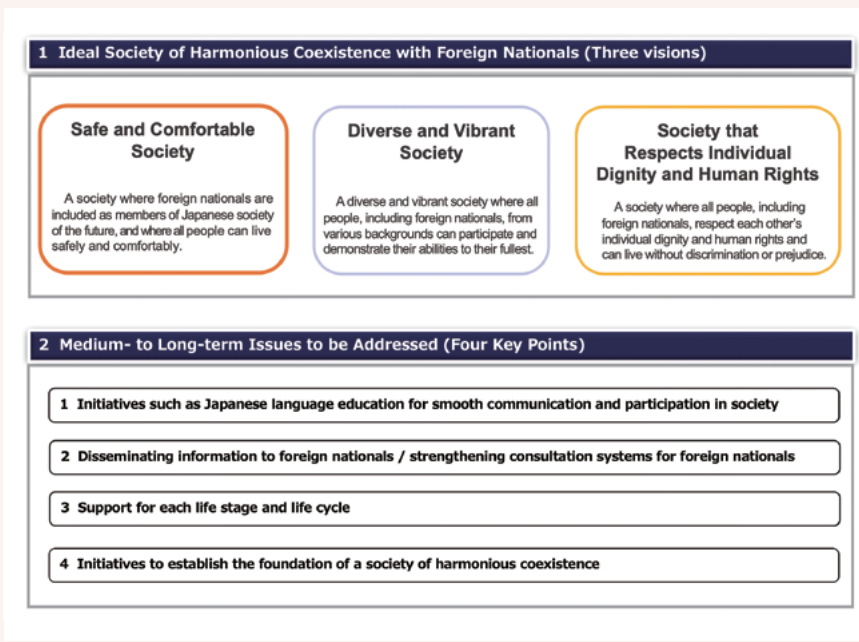 1 Ideal Society of Harmonious Coexistence with Foreign Nationals (Three visions)
Safe and Comfortable
Society
A society where foreign nationals are
included as members of Japanese society
of the future, and where all people can live
safely and comfortably.
Diverse and Vibrant
Society
A diverse and vibrant society where all
people, including foreign nationals, from
various backgrounds can participate and
demonstrate their abilities to their fullest.
Society that
Respects Individual
Dignity and Human Rights
A society where all people, including
foreign nationals, respect each other's
individual dignity and human rights and
can live without discrimination or prejudice.
2 Medium- to Long-term Issues to be Addressed (Four Key Points)
1 Initiatives such as Japanese language education for smooth communication and participation in society
2 Disseminating information to foreign nationals / strengthening consultation systems for foreign nationals
3 Support for each life stage and life cycle
4 Initiatives to establish the foundation of a society of harmonious coexistence